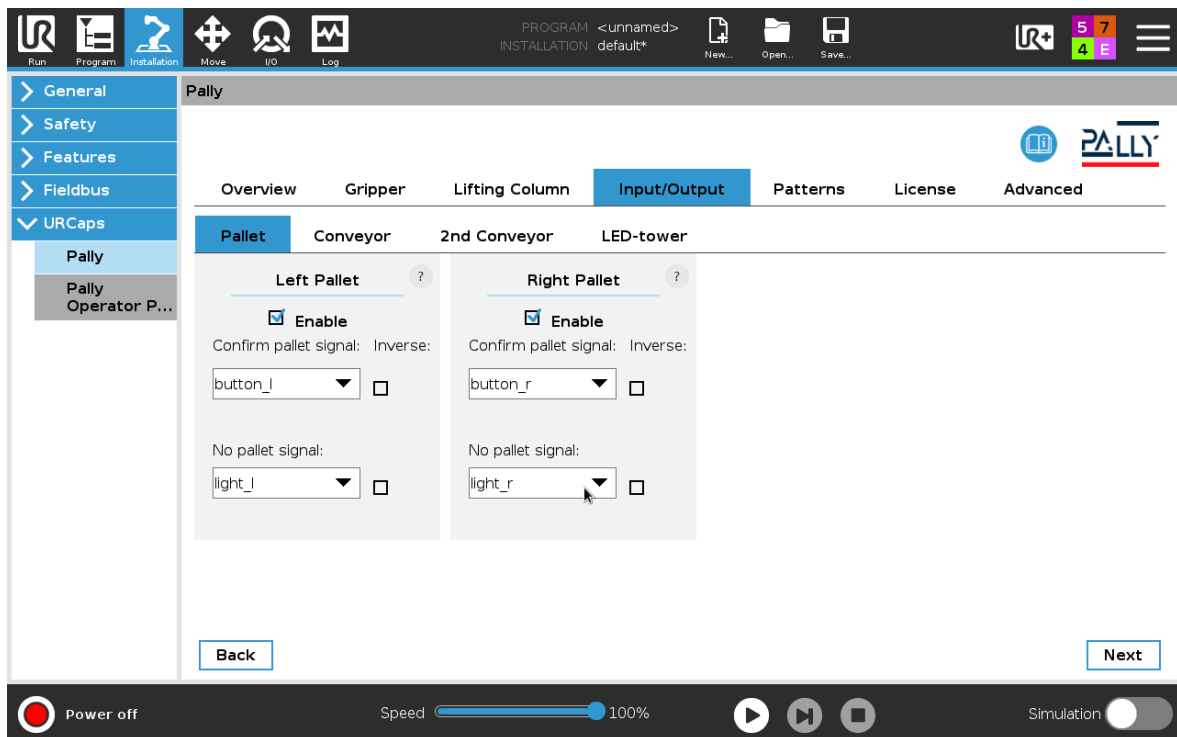 PROGRAM <unnamed>
INSTALLATION default*
Run Program Installation Move I/O Log New... Open... Save...
UR+ 5 7
4 E
General
Safety
Features
Fieldbus
URCaps
Pally
Pally
Operator P...
Pally
PALLY
Overview Gripper Lifting Column Input/Output Patterns License Advanced
Pallet Conveyor 2nd Conveyor LED-tower
Left Pallet ?
Enable
Confirm pallet signal: Inverse:
button_l
No pallet signal:
light_l
Right Pallet ?
Enable
Confirm pallet signal: Inverse:
button_r
No pallet signal:
light_r
Back Next
Power off Speed 100% Simulation